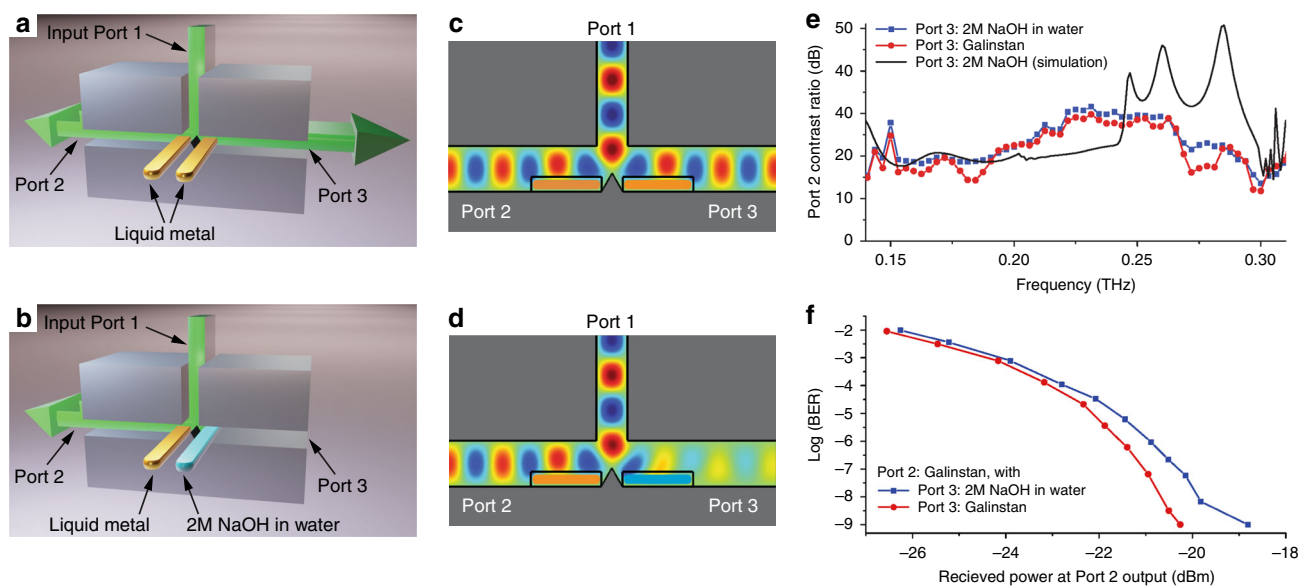 a
Input Port 1
Port 2
Port 3
Liquid metal
b
Input Port 1
Port 2
Port 3
Liquid metal
2M NaOH in water
c
Port 1
Port 2
Port 3
d
Port 1
Port 2
Port 3
e
Port 3: 2M NaOH in water
Port 3: Galinstan
Port 3: 2M NaOH (simulation)
Port 2 contrast ratio (dB)
50
40
40
20
10
0
0.15
0.20
0.25
0.30
Frequency (THz)
f
Log (BER)
–2
–3
–4
–5
–6
–7
–8
–9
Port 2: Galinstan, with
Port 3: 2M NaOH in water
Port 3: Galinstan
–26
–24
–22
–20
–18
Recieved power at Port 2 output (dBm)